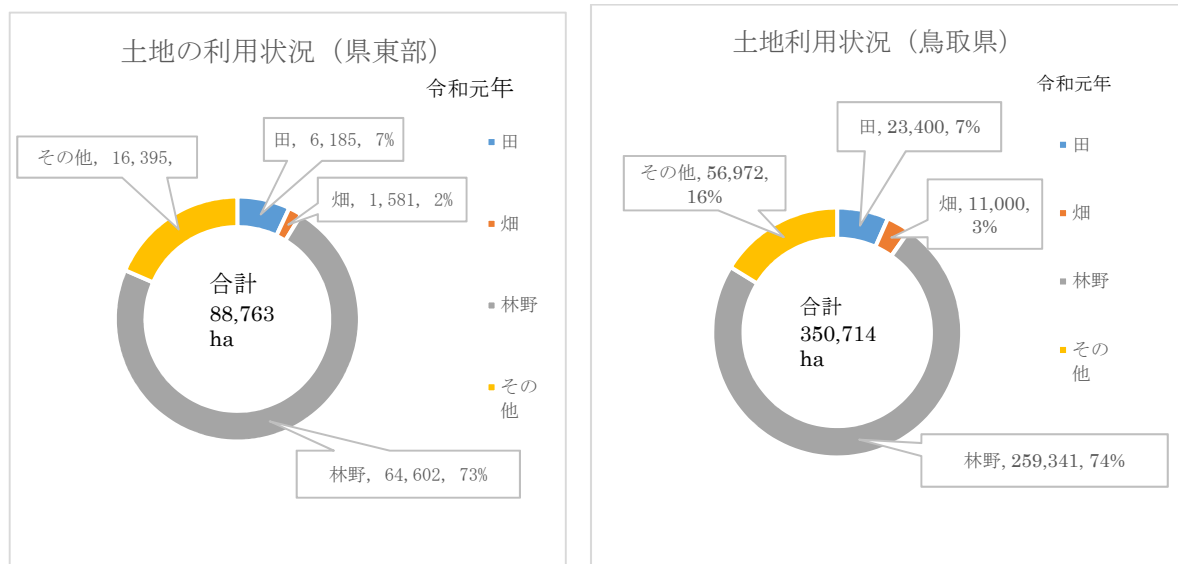 土地の利用状況（県東部）
令和元年
田, 6,185, 7%
その他, 16,395,
畑, 1,581, 2%
合計
88,763
ha
林野, 64,602, 73%
田
畑
林野
その
他
土地利用状況（鳥取県）
令和元年
田, 23,400, 7%
その他, 56,972,
16%
畑, 11,000,
3%
合計
350,714
ha
林野, 259,341, 74%
田
畑
林野
その
他